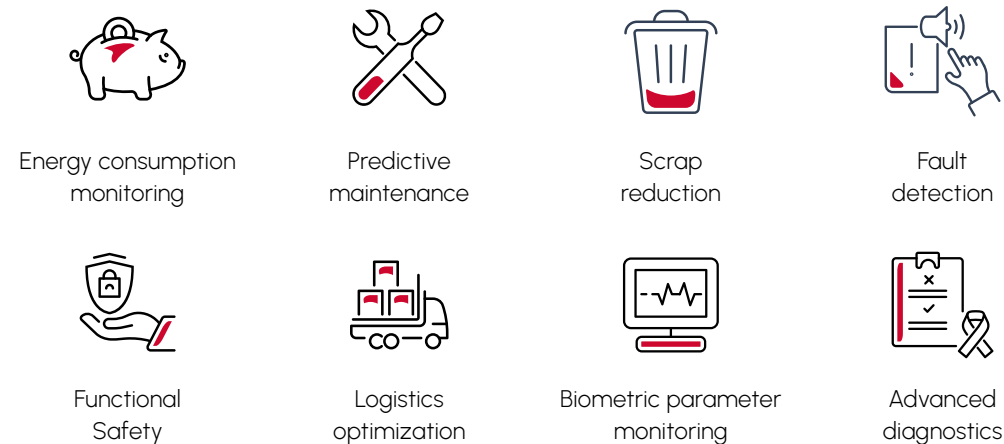 Energy consumption
monitoring
Predictive
maintenance
Scrap
reduction
Fault
detection
Functional
Safety
Logistics
optimization
Biometric parameter
monitoring
Advanced
diagnostics